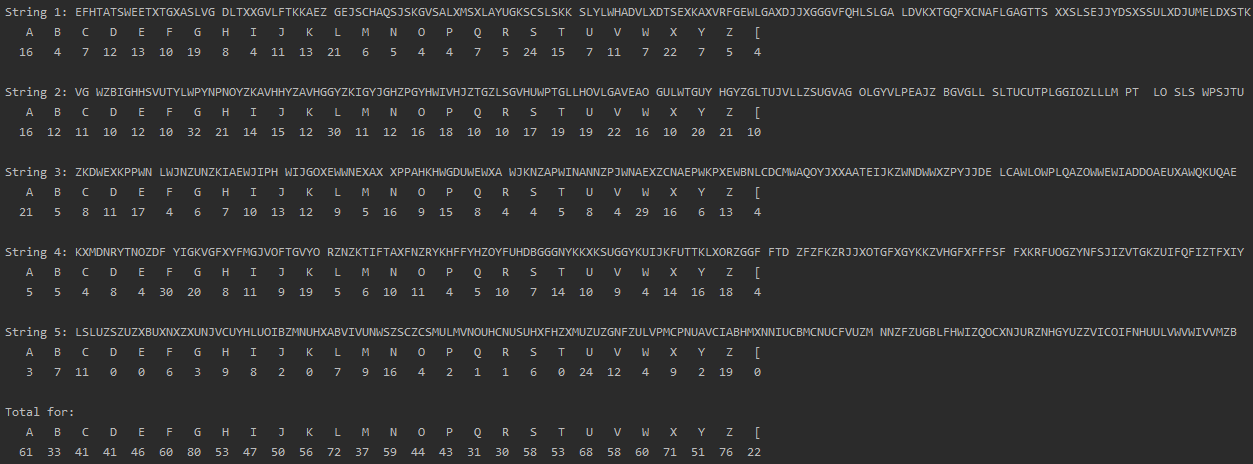 String 1: EFHTATSWEETXTGXASLVG DLTXXGVLFTKKAEZ GEJSCHAQSJSKGVSALXMSXLAYUGKSCSLSKK SLYLWHADVLXDTSEXKAXVRFGEWLGAXDJJXGGGVFQHLSLGA LDVKXTGQFXCNAFLGAGTTSX XXSLSEJJYDSXSSULXDJUMELDXSTK
A B C D E F G H I J K L M N O P Q R S T U V W X Y Z [
16 4 7 12 13 10 19 8 4 11 13 21 6 5 4 4 7 5 24 15 7 11 7 22 7 5 4
String 2: VG WZBIGHHSVUTYLWPYNPNOYZKAVHHYZAVHGGYZKIGYJGHZPGYHWIVHJZTGZLSGVHUWPTGLLHOVLGAVEAO GULWTGUY HGYZGLTUJVLLZSUGVAGO OLGYVLPEAJZ BGVGLLS SLTUCUTPLGGIOZLLLM PT LO SLS WPSJTU
A B C D E F G H I J K L M N O P Q R S T U V W X Y Z [
16 12 11 10 12 10 32 21 14 15 12 30 11 12 16 18 10 10 17 19 19 22 16 10 20 21 10
String 3: ZKDWEXKPPWN LWJNZUNZKIAEWJIPH WIJGOXEWWNEXAX XPPAHKHWGDUWEWXA WJKNZAPWINANNZPJWNAEXZCNAEPWKPXEWBNLCDCMWAQOYJXXAATEIJKZWNDWWXZPYJJDE LCAWLOWPLQAZOWWEWIADDOAEUXAWQKUQAE
A B C D E F G H I J K L M N O P Q R S T U V W X Y Z [
21 5 8 11 17 4 6 7 10 13 12 9 5 16 9 15 8 4 4 5 8 4 29 16 6 13 4
String 4: KXMDNRYTNOZDF YIGKVGFXYFMGJVOFTGVYYO RZNZKTIFTAXFNZRYKHFFYHZOYFUHDBGGGNYKKXKSUGGYKUIJKFUTTKLXORZGGF FTD ZFZFKZRJJXOTGFXGYKKZVHGFXFFFSF FXKRFUOGZYNFSJIZVTGKZUIFQFIZTFXIY
A B C D E F G H I J K L M N O P Q R S T U V W X Y Z [
5 5 4 8 4 30 20 8 11 9 19 5 6 10 11 4 5 10 7 14 10 9 4 14 16 18 4
String 5: LSLUZSZUZXBUXNXZXUNJVCUYHLUOIBZMNUHXABVIVUNWSZSCZCSMULMVNOUHCNUSUHXFHZXMUZUZGNFZULVPMCPNUAVCIABHMXNNIUCBMCNUCFVUZMN NNZFZUGBLFHWIZQOCXNJURZNHGYUZZVICOIFNHUULVWVWIVVMZB
A B C D E F G H I J K L M N O P Q R S T U V W X Y Z [
3 7 11 0 0 6 3 9 8 2 0 7 9 16 4 2 1 1 6 0 24 12 4 9 2 19 0
Total for:
A B C D E F G H I J K L M N O P Q R S T U V W X Y Z [
61 33 41 41 46 60 80 53 47 50 56 72 37 59 44 43 31 30 58 53 68 58 60 71 51 76 22